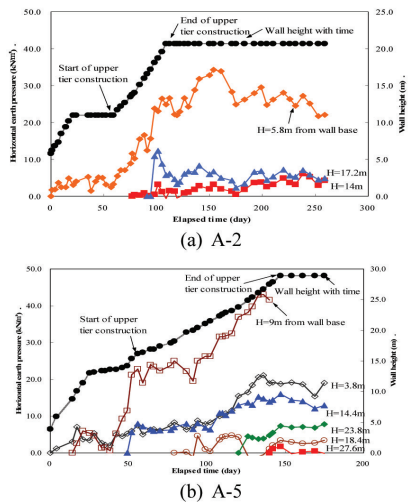 End of upper
tier construction
Wall height with time
Start of upper
tier construction
H=5.8m from wall base
H=17.2m
H=14m
Horizontal earth pressure (kN/m²)
50.0
40.0
30.0
20.0
10.0
0.0
Wall height (m) .
25.0
20.0
15.0
10.0
5.0
0.0
0
50
100
150
200
250
300
Elapsed time (day)
(a) A-2
End of upper
tier construction
Wall height with time
Start of upper
tier construction
H=9m from wall base
H=3.8m
H=14.4m
H=23.8m
H=18.4m
H=27.6m
Horizontal earth pressure (kN/m²)
50.0
40.0
30.0
20.0
10.0
0.0
Wall height (m) .
30.0
25.0
20.0
15.0
10.0
5.0
0.0
0
50
100
150
200
Elapsed time (day)
(b) A-5